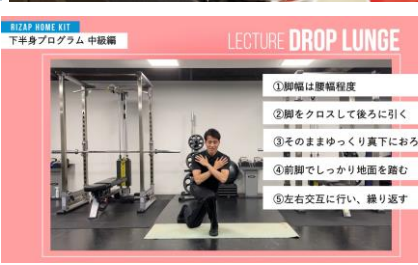 RIZAP HOME KIT
下半身プログラム 中級編
LECTURE DROP LUNGE
①脚幅は腰幅程度
②脚をクロスして後ろに引く
③そのままゆっくり真下におろ
④前脚でしっかり地面を踏む
⑤左右交互に行い、繰り返す